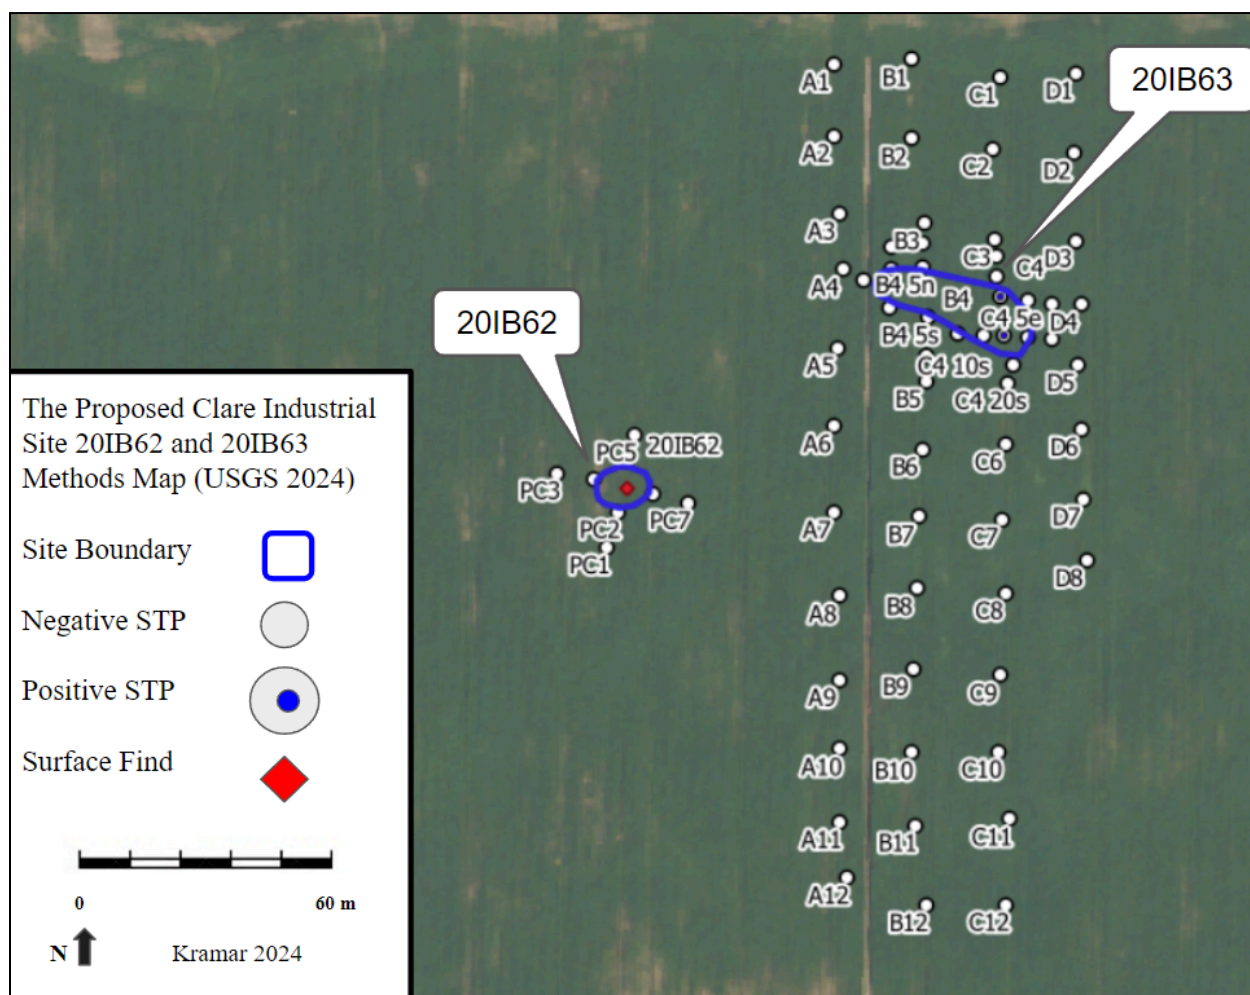 A1
B1
C1
D1
20IB63
A2
B2
C2
D2
A3
B3
C3
C4
D3
A4
B4 5n
B4
20IB62
B4 5s
C4 5e
D4
A5
C4 10s
B5
C4 20s
D5
The Proposed Clare Industrial
Site 20IB62 and 20IB63
Methods Map (USGS 2024)
Site Boundary
Negative STP
Positive STP
Surface Find
0
60 m
N
Kramar 2024
PC5
20IB62
PC3
PC2
PC7
PC1
A6
B6
C6
D6
A7
B7
C7
D7
D8
A8
B8
C8
A9
B9
C9
A10
B10
C10
A11
B11
C11
A12
B12
C12